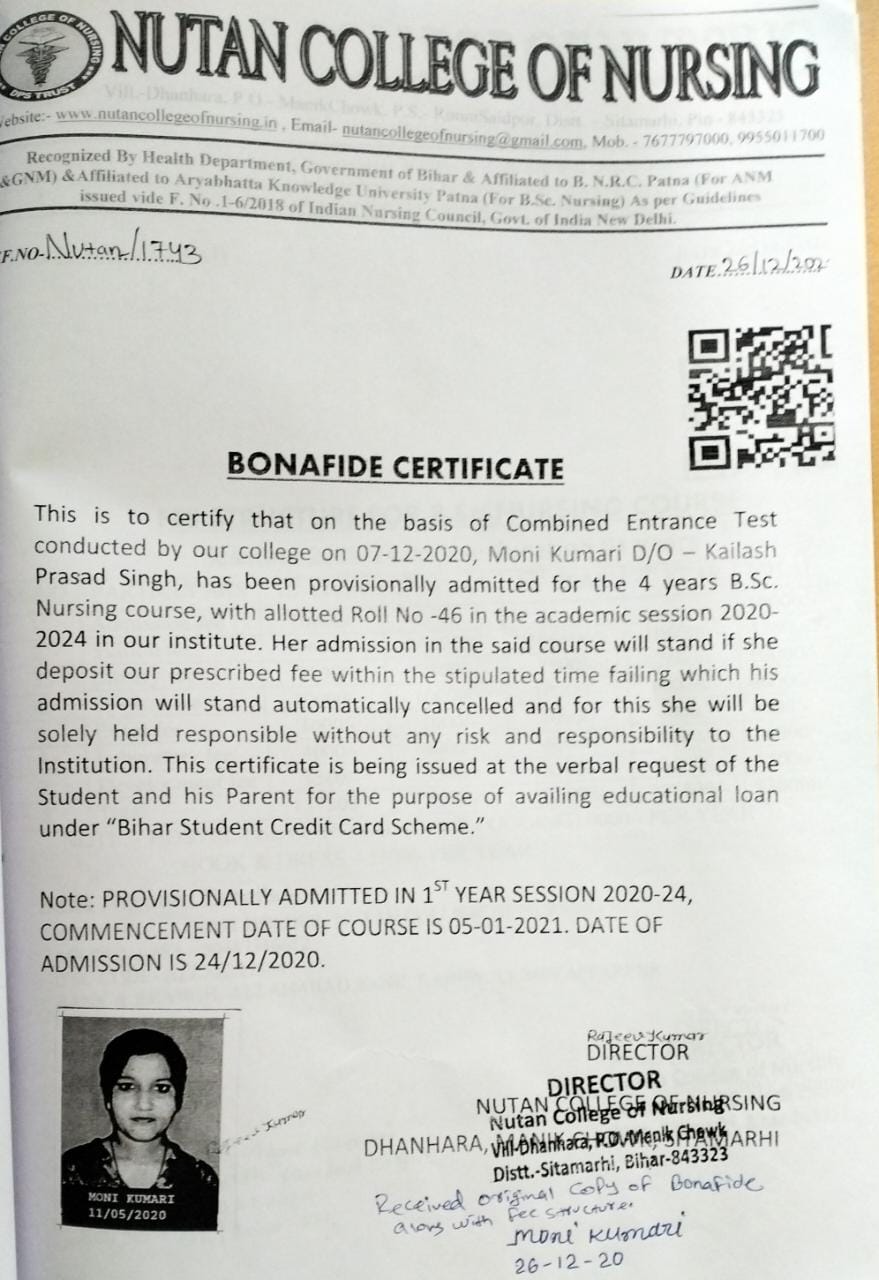 COLLEGE OF NURSING
DFS TRUST
NUTAN COLLEGE OF NURSING
Vill.-Dhanhara, P.O.- ManikChowk, P.S.- RunniSaidpur, Distt. - Sitamarhi, Pin - 843323
ebsite:- www.nutancollegeofnursing.in , Email- nutancollegeofnursing@gmail.com, Mob. - 7677797000, 9955011700
Recognized By Health Department, Government of Bihar & Affiliated to B. N.R.C. Patna (For ANM
&GNM) &Affiliated to Aryabhatta Knowledge University Patna (For B.Sc. Nursing) As per Guidelines
issued vide F. No .1-6/2018 of Indian Nursing Council, Govt. of India New Delhi.
F.NO-.Nutan/1743
DATE.26/12/202
BONAFIDE CERTIFICATE
This is to certify that on the basis of Combined Entrance Test
conducted by our college on 07-12-2020, Moni Kumari D/O – Kailash
Prasad Singh, has been provisionally admitted for the 4 years B.Sc.
Nursing course, with allotted Roll No -46 in the academic session 2020-
2024 in our institute. Her admission in the said course will stand if she
deposit our prescribed fee within the stipulated time failing which his
admission will stand automatically cancelled and for this she will be
solely held responsible without any risk and responsibility to the
Institution. This certificate is being issued at the verbal request of the
Student and his Parent for the purpose of availing educational loan
under “Bihar Student Credit Card Scheme.”
Note: PROVISIONALLY ADMITTED IN 1ST YEAR SESSION 2020-24,
COMMENCEMENT DATE OF COURSE IS 05-01-2021. DATE OF
ADMISSION IS 24/12/2020.
Rajeev Kumar
DIRECTOR
DIRECTOR
NUTAN COLLEGE OF NURSING
Nutan College of Nursing
DHANHARA, MANIK CHOWK, SITAMARHI
Vill-Dhanhara, P.O.-Manik Chowk
Distt.-Sitamarhi, Bihar-843323
Rajeev Kumar
MONI KUMARI
11/05/2020
Received original copy of Bonafide
along with fee structure.
Moni Kumari
26-12-20